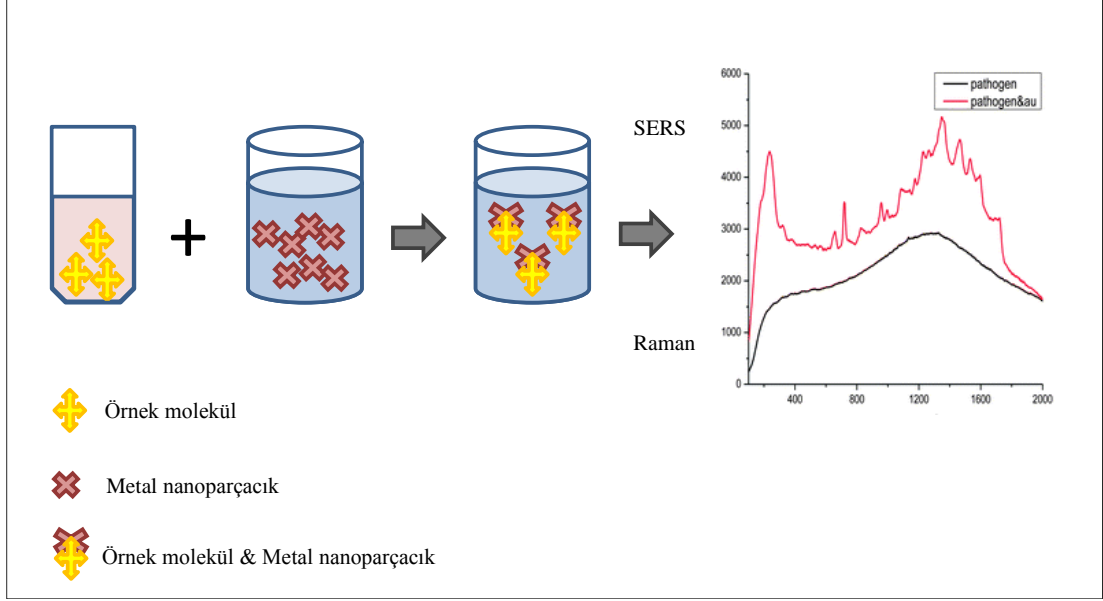 SERS
Raman
6000
5000
4000
3000
2000
1000
0
400
800
1200
1600
2000
pathogen
pathogen&au
Örnek molekül
Metal nanoparçacık
Örnek molekül & Metal nanoparçacık